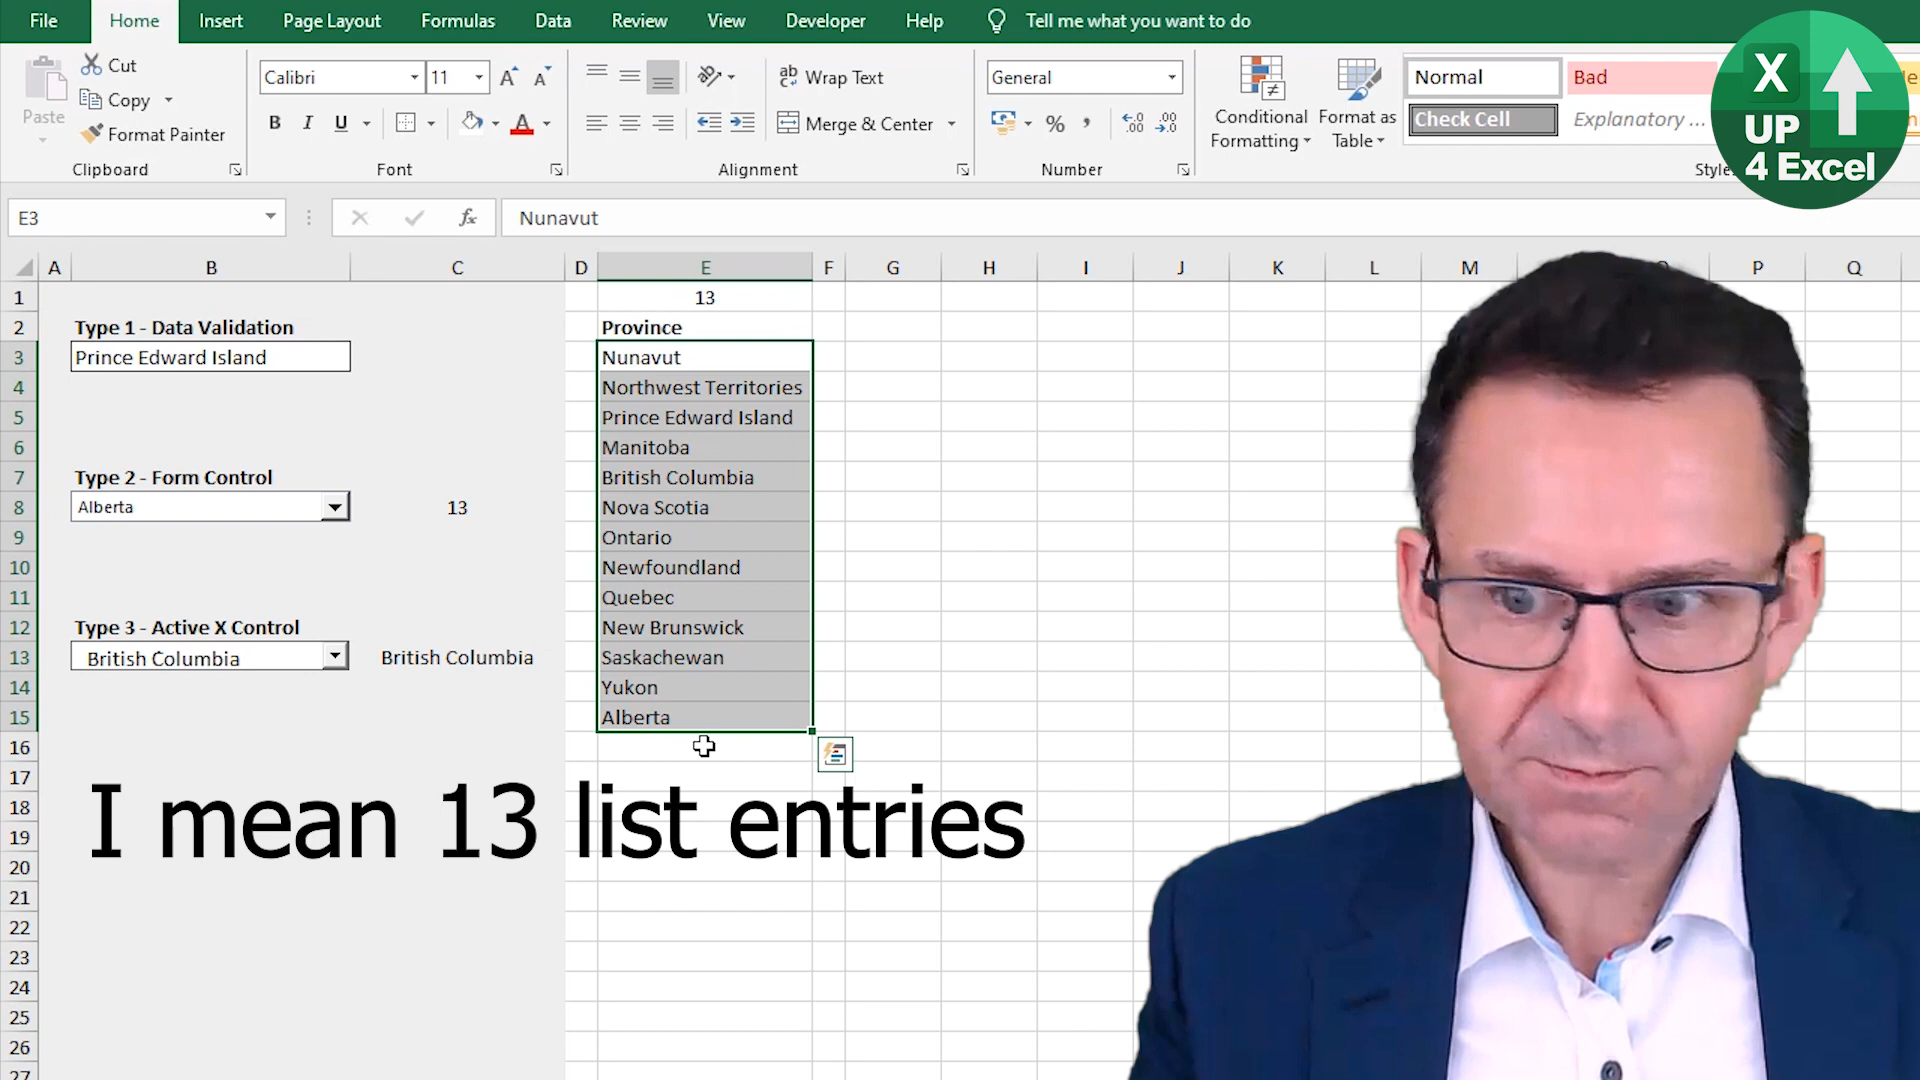 File Home Insert Page Layout Formulas Data Review View Developer Help Tell me what you want to do
Paste
Cut
Copy
Format Painter
Clipboard
Calibri 11
B I U
Font
Wrap Text
Merge & Center
Alignment
General
Number
Conditional Formatting
Format as Table
Normal Bad
Check Cell Explanatory ...
X
UP
4 Excel
E3 fx Nunavut
A B C D E F G H I J K L M P Q
1 13
2 Type 1 - Data Validation Province
3 Prince Edward Island Nunavut
4 Northwest Territories
5 Prince Edward Island
6 Manitoba
7 Type 2 - Form Control British Columbia
8 Alberta 13 Nova Scotia
9 Ontario
10 Newfoundland
11 Quebec
12 Type 3 - Active X Control New Brunswick
13 British Columbia British Columbia Saskachewan
14 Yukon
15 Alberta
16
17
18
19
20
21
22
23
24
25
26
27
I mean 13 list entries